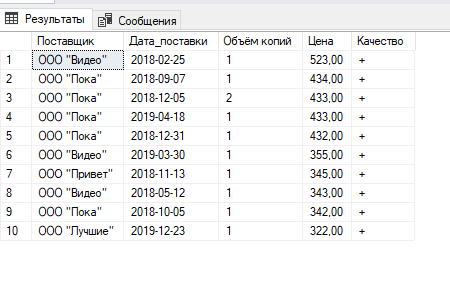 Результаты Сообщения
Поставщик Дата_поставки Объём копий Цена Качество
1 ООО "Видео" 2018-02-25 1 523,00 +
2 ООО "Пока" 2018-09-07 1 434,00 +
3 ООО "Пока" 2018-12-05 2 433,00 +
4 ООО "Пока" 2019-04-18 1 433,00 +
5 ООО "Пока" 2018-12-31 1 432,00 +
6 ООО "Видео" 2019-03-30 1 355,00 +
7 ООО "Привет" 2018-11-13 1 345,00 +
8 ООО "Видео" 2018-05-12 1 343,00 +
9 ООО "Пока" 2018-10-05 1 342,00 +
10 ООО "Лучшие" 2019-12-23 1 322,00 +